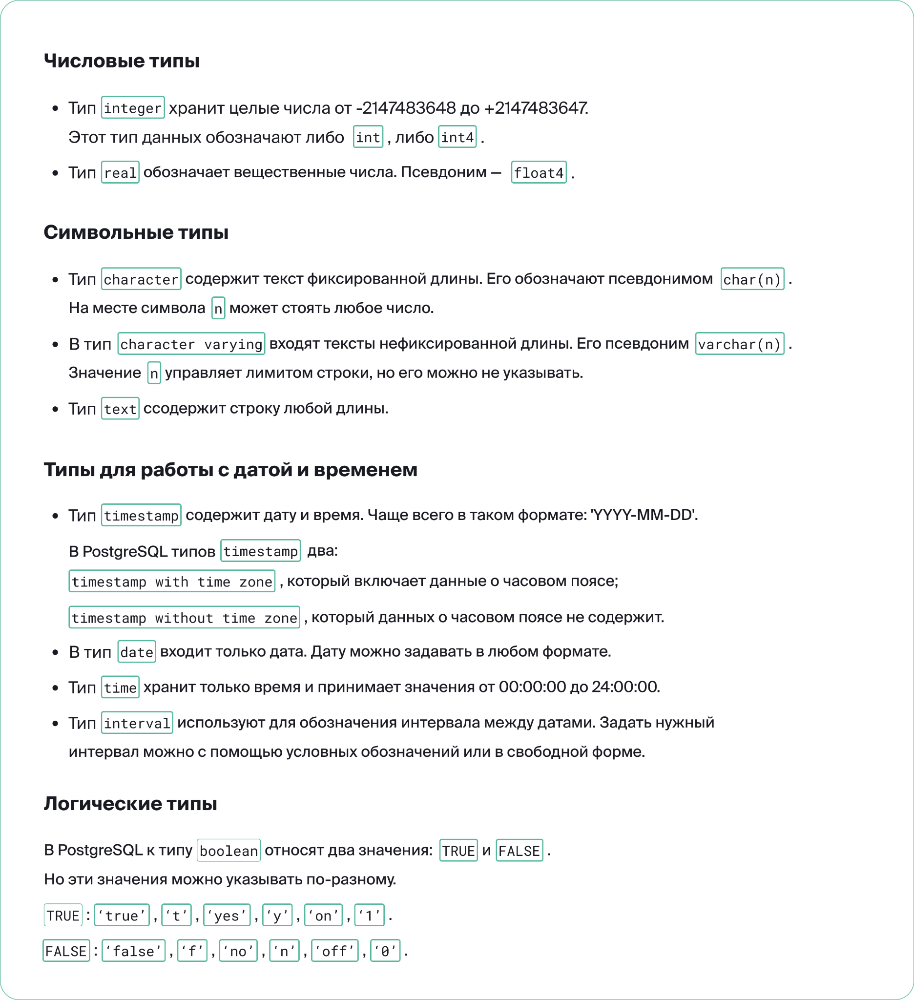 Числовые типы
• Тип integer хранит целые числа от -2147483648 до +2147483647.
Этот тип данных обозначают либо int , либо int4 .
• Тип real обозначает вещественные числа. Псевдоним — float4 .
Символьные типы
• Тип character содержит текст фиксированной длины. Его обозначают псевдонимом char(n) .
На месте символа n может стоять любое число.
• В тип character varying входят тексты нефиксированной длины. Его псевдоним varchar(n) .
Значение n управляет лимитом строки, но его можно не указывать.
• Тип text ссодержит строку любой длины.
Типы для работы с датой и временем
• Тип timestamp содержит дату и время. Чаще всего в таком формате: 'YYYY-MM-DD'.
В PostgreSQL типов timestamp два:
timestamp with time zone , который включает данные о часовом поясе;
timestamp without time zone , который данных о часовом поясе не содержит.
• В тип date входит только дата. Дату можно задавать в любом формате.
• Тип time хранит только время и принимает значения от 00:00:00 до 24:00:00.
• Тип interval используют для обозначения интервала между датами. Задать нужный
интервал можно с помощью условных обозначений или в свободной форме.
Логические типы
В PostgreSQL к типу boolean относят два значения: TRUE и FALSE .
Но эти значения можно указывать по-разному.
TRUE : ‘true’ , ‘t’ , ‘yes’ , ‘y’ , ‘on’ , ‘1’ .
FALSE : ‘false’ , ‘f’ , ‘no’ , ‘n’ , ‘off’ , ‘0’ .